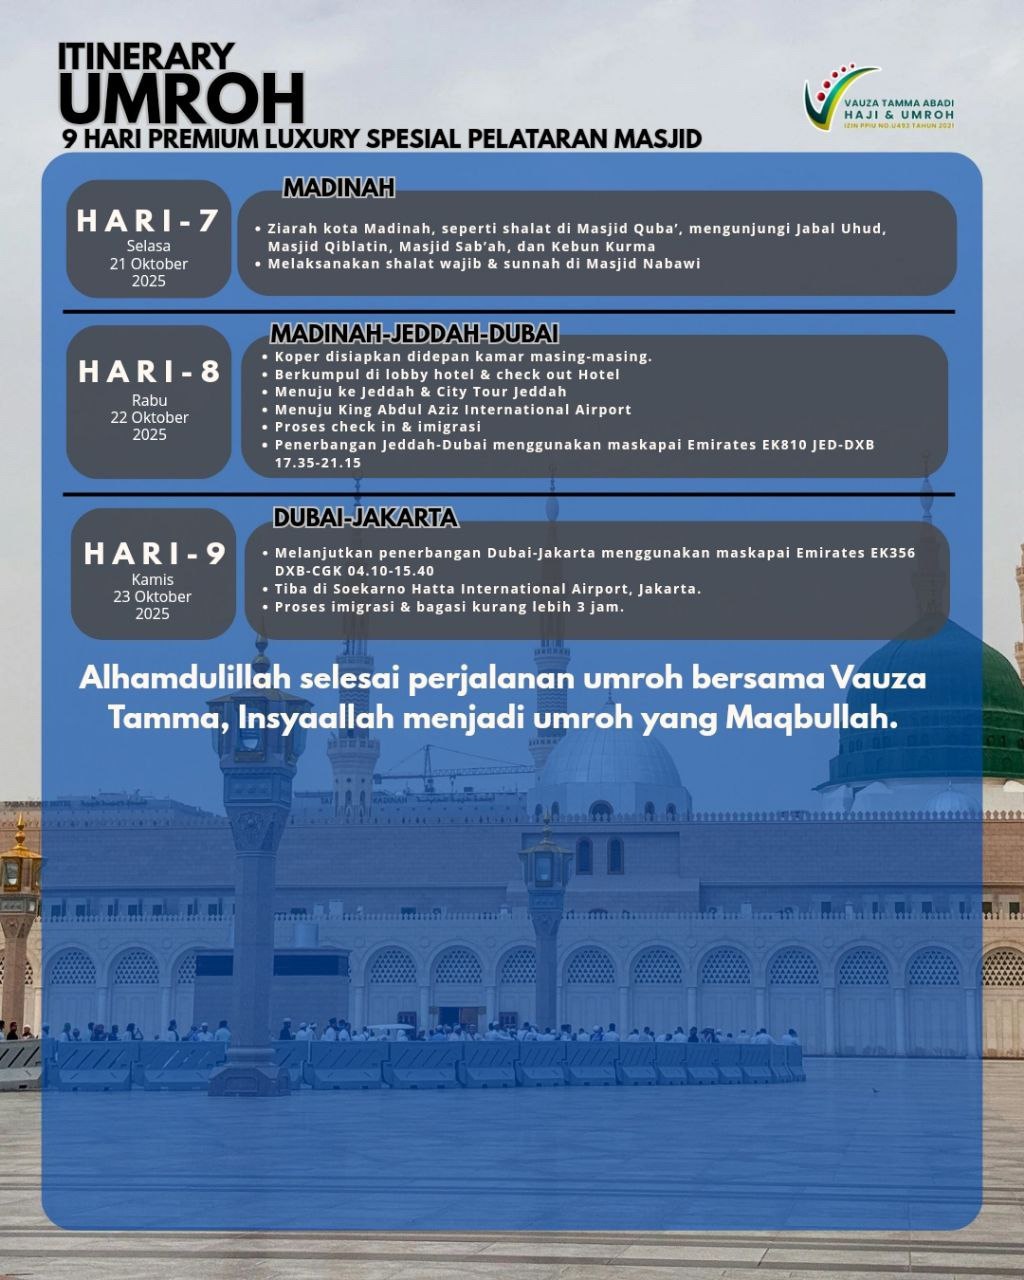 ITINERARY
UMROH
9 HARI PREMIUM LUXURY SPESIAL PELATARAN MASJID
VAUZA TAMMA ABADI
HAJI & UMROH
IZIN PPIU NO.U493 TAHUN 2021
MADINAH
HARI-7
Selasa
21 Oktober
2025
• Ziarah kota Madinah, seperti shalat di Masjid Quba’, mengunjungi Jabal Uhud,
Masjid Qiblatin, Masjid Sab’ah, dan Kebun Kurma
• Melaksanakan shalat wajib & sunnah di Masjid Nabawi
MADINAH-JEDDAH-DUBAI
HARI-8
Rabu
22 Oktober
2025
• Koper disiapkan didepan kamar masing-masing.
• Berkumpul di lobby hotel & check out Hotel
• Menuju ke Jeddah & City Tour Jeddah
• Menuju King Abdul Aziz International Airport
• Proses check in & imigrasi
• Penerbangan Jeddah-Dubai menggunakan maskapai Emirates EK810 JED-DXB
17.35-21.15
DUBAI-JAKARTA
HARI-9
Kamis
23 Oktober
2025
• Melanjutkan penerbangan Dubai-Jakarta menggunakan maskapai Emirates EK356
DXB-CGK 04.10-15.40
• Tiba di Soekarno Hatta International Airport, Jakarta.
• Proses imigrasi & bagasi kurang lebih 3 jam.
Alhamdulillah selesai perjalanan umroh bersama Vauza
Tamma, Insyaallah menjadi umroh yang Maqbullah.